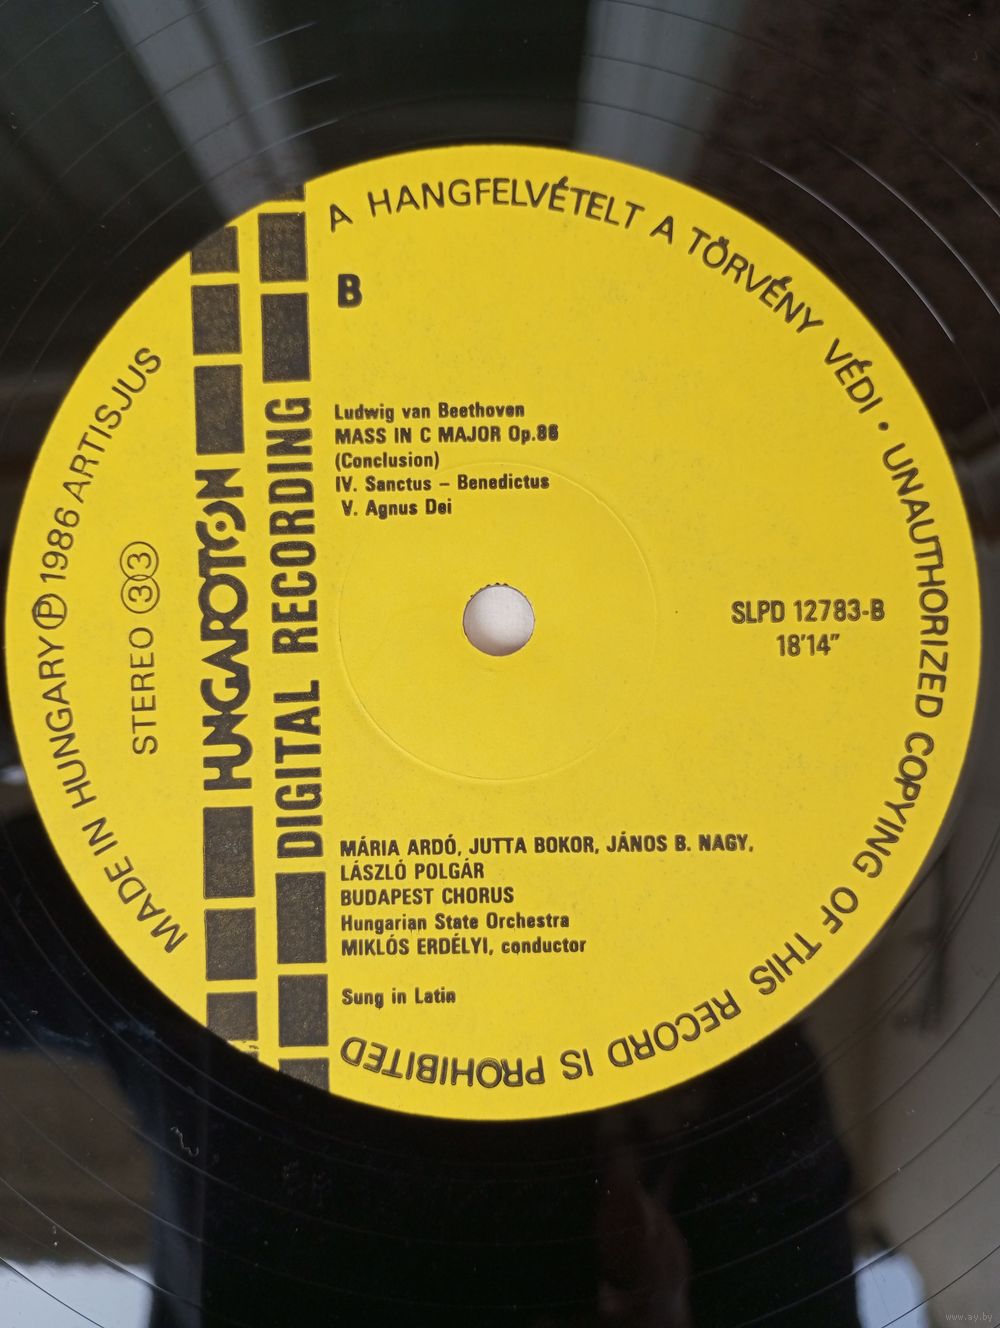 A HANGFELVÉTELT A TÖRVÉNY VÉDI • UNAUTHORIZED COPYING OF THIS RECORD IS PROHIBITED
MADE IN HUNGARY Ⓟ 1986 ARTISJUS
STEREO 33
HUNGAROTON
DIGITAL RECORDING
B
Ludwig van Beethoven
MASS IN C MAJOR Op.86
(Conclusion)
IV. Sanctus – Benedictus
V. Agnus Dei
SLPD 12783-B
18'14"
MÁRIA ARDÓ, JUTTA BOKOR, JÁNOS B. NAGY,
LÁSZLÓ POLGÁR
BUDAPEST CHORUS
Hungarian State Orchestra
MIKLÓS ERDÉLYI, conductor
Sung in Latin
www.ay.by